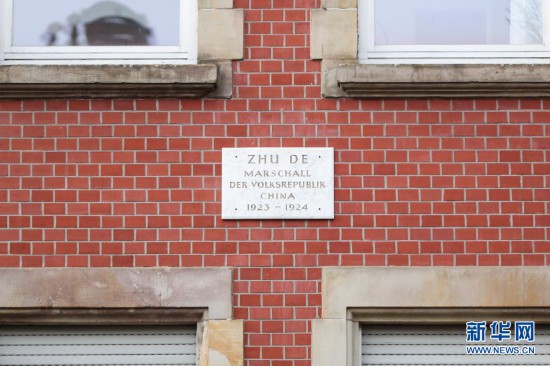 ZHU DE
MARSCHALL
DER VOLKSREPUBLIK
CHINA
1923 - 1924
新华网
WWW.NEWS.CN